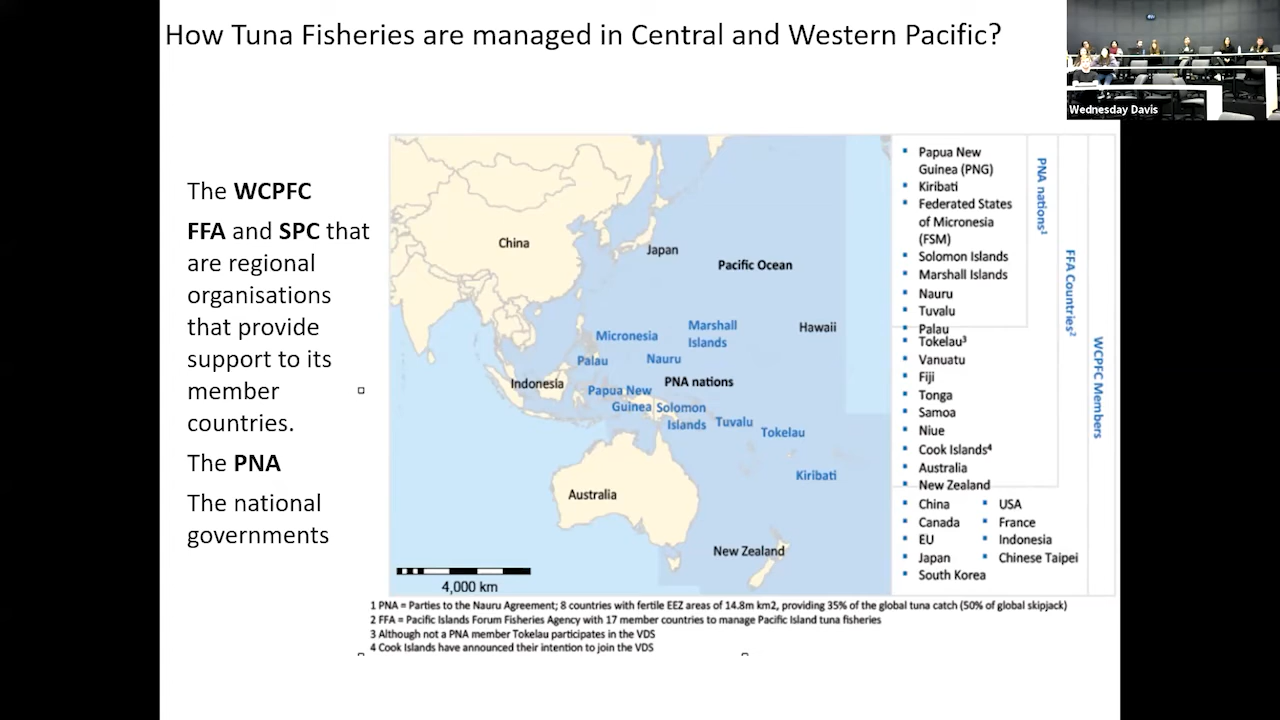 How Tuna Fisheries are managed in Central and Western Pacific?
Wednesday Davis
The WCPFC
FFA and SPC that
are regional
organisations
that provide
support to its
member
countries.
The PNA
The national
governments
China
Japan
Pacific Ocean
Hawaii
Micronesia
Marshall
Islands
Palau
Nauru
Indonesia
PNA nations
Papua New
Guinea
Solomon
Islands
Tuvalu
Tokelau
Kiribati
Australia
New Zealand
4,000 km
▪ Papua New
Guinea (PNG)
▪ Kiribati
▪ Federated States
of Micronesia
(FSM)
▪ Solomon Islands
▪ Marshall Islands
▪ Nauru
▪ Tuvalu
▪ Palau
▪ Tokelau³
▪ Vanuatu
▪ Fiji
▪ Tonga
▪ Samoa
▪ Niue
▪ Cook Islands⁴
▪ Australia
▪ New Zealand
▪ China
▪ Canada
▪ EU
▪ Japan
▪ South Korea
▪ USA
▪ France
▪ Indonesia
▪ Chinese Taipei
PNA nations¹
FFA Countries²
WCPFC Members
1 PNA = Parties to the Nauru Agreement; 8 countries with fertile EEZ areas of 14.8m km2, providing 35% of the global tuna catch (50% of global skipjack)
2 FFA = Pacific Islands Forum Fisheries Agency with 17 member countries to manage Pacific Island tuna fisheries
3 Although not a PNA member Tokelau participates in the VDS
4 Cook Islands have announced their intention to join the VDS